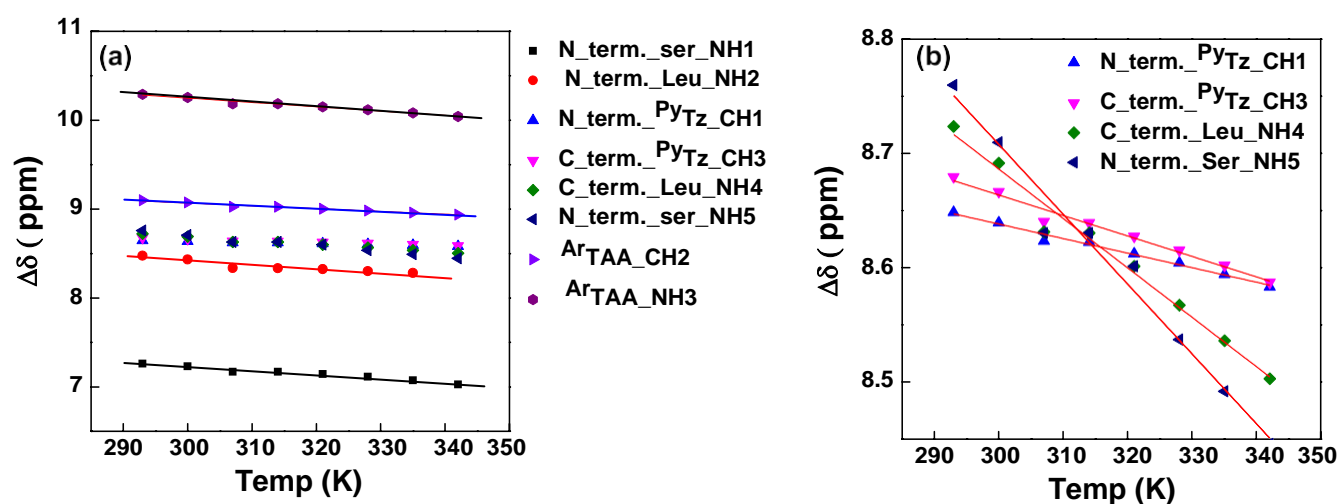 (a)
11
10
9
8
7
Δδ ( ppm)
290 300 310 320 330 340 350
Temp (K)
N_term._ser_NH1
N_term._Leu_NH2
N_term._PyTz_CH1
C_term._PyTz_CH3
C_term._Leu_NH4
N_term._ser_NH5
ArTAA_CH2
ArTAA_NH3
(b)
8.8
8.7
8.6
8.5
Δδ ( ppm)
290 300 310 320 330 340 350
Temp (K)
N_term._PyTz_CH1
C_term._PyTz_CH3
C_term._Leu_NH4
N_term._Ser_NH5